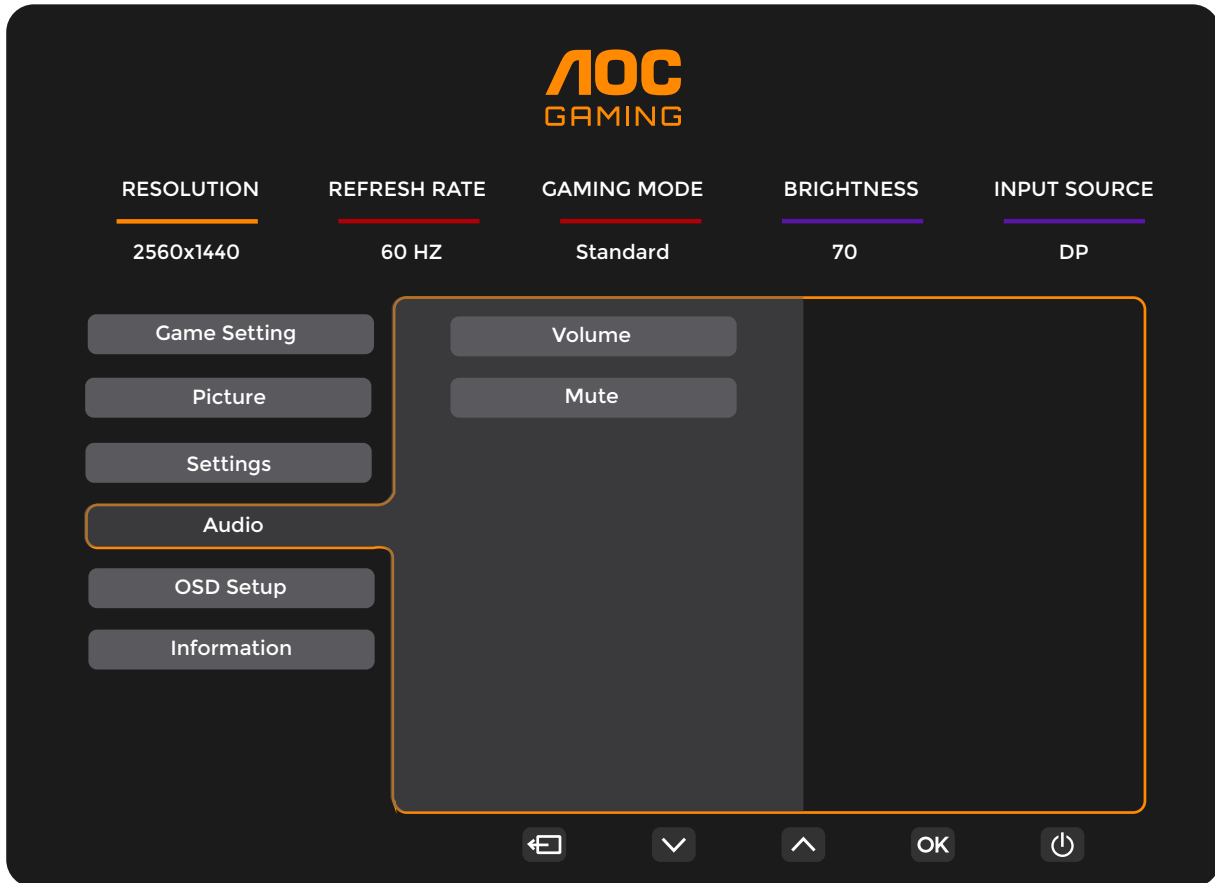 AOC
GAMING
RESOLUTION REFRESH RATE GAMING MODE BRIGHTNESS INPUT SOURCE
2560x1440 60 HZ Standard 70 DP
Game Setting Volume
Picture Mute
Settings
Audio
OSD Setup
Information
OK